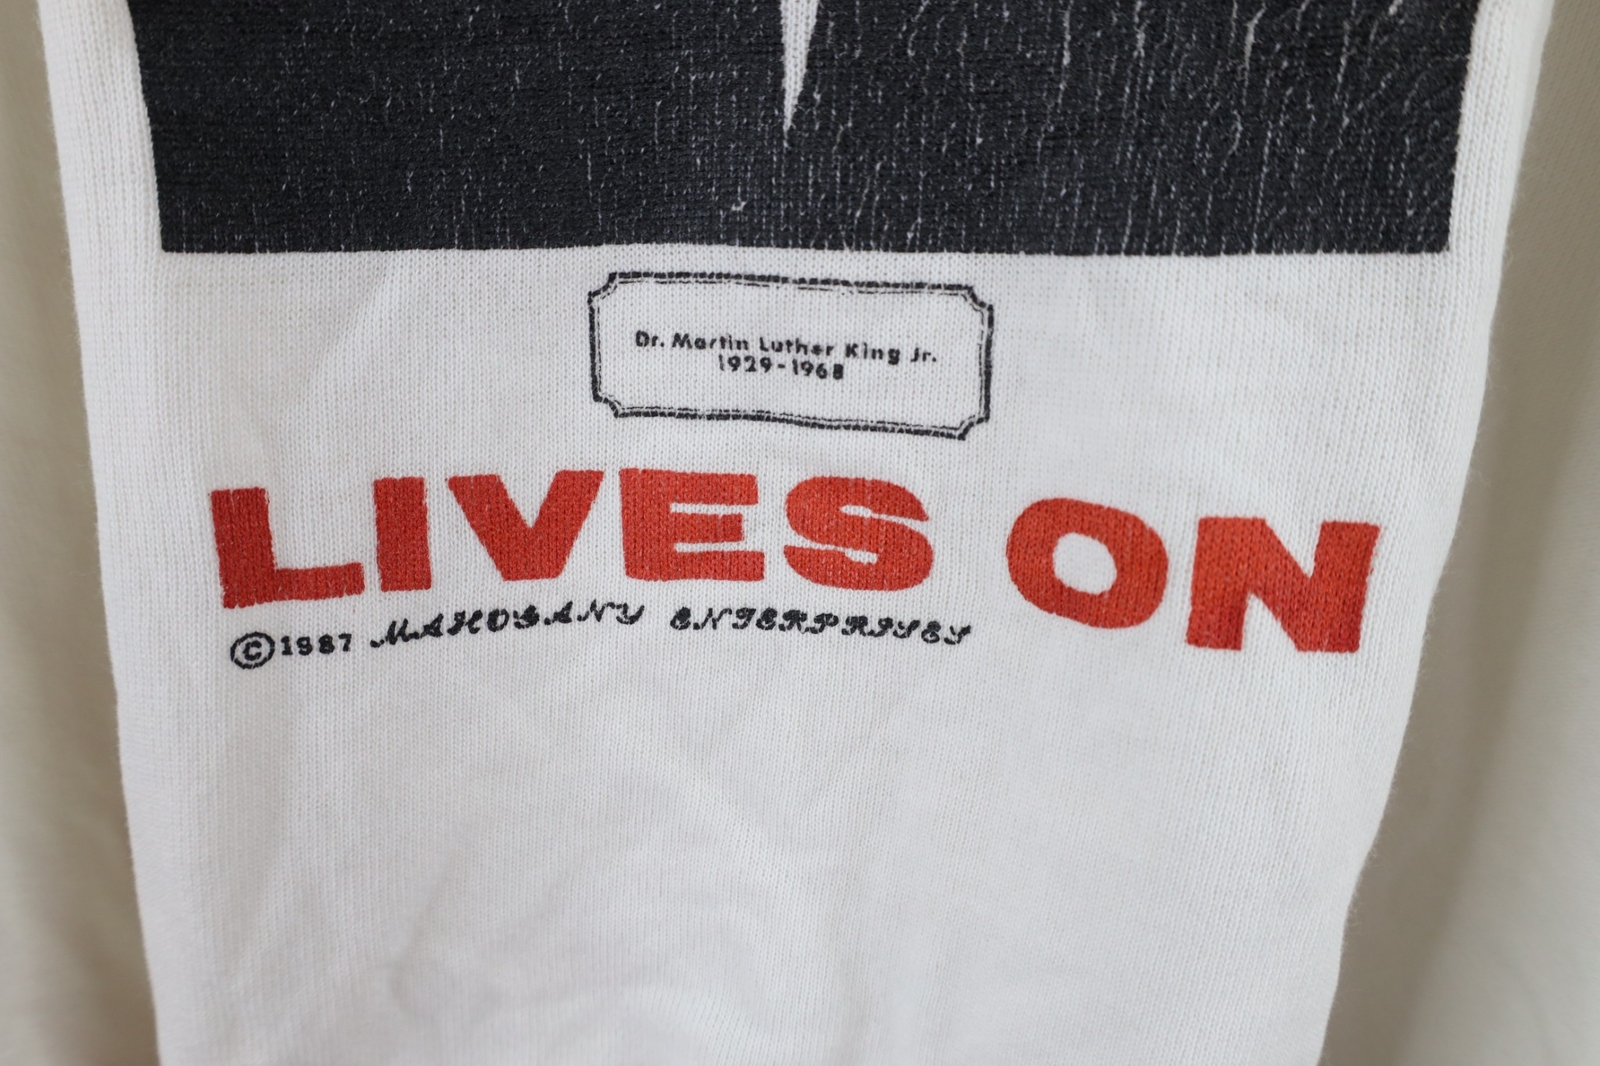 Dr. Martin Luther King Jr.
1929-1968
LIVES ON
©1987 MAHOGANY ENTERPRISES